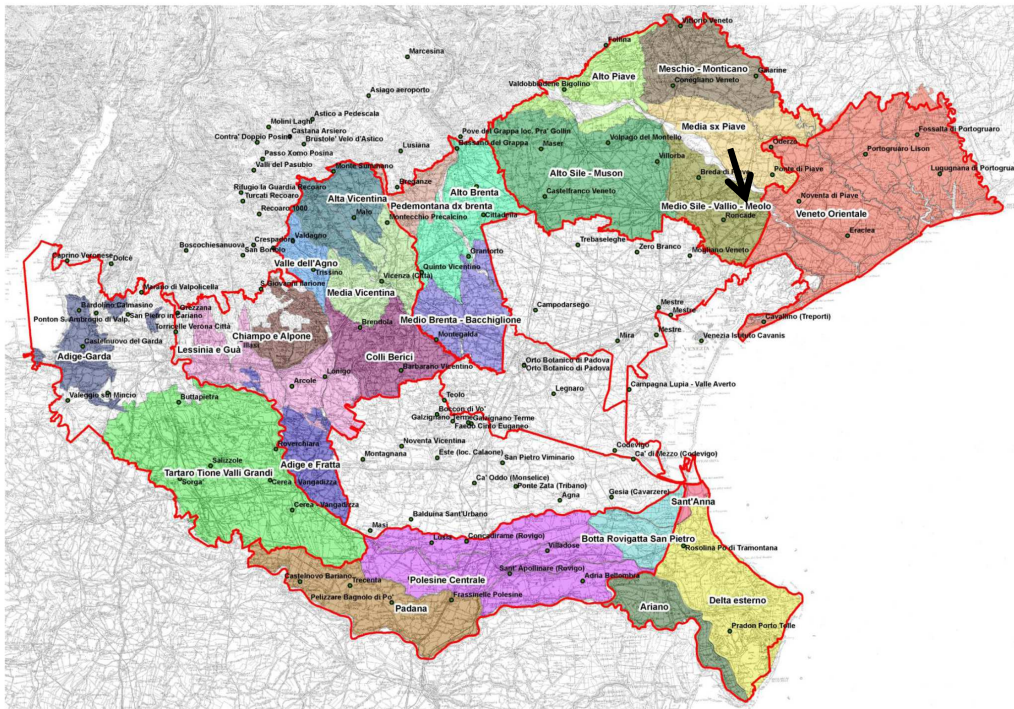 Vittorio Veneto
Follina
Marcesina
Meschio - Monticano
Alto Piave
Gaiarine
Valdobbiadene Bigolino
Conegliano Veneto
Asiago aeroporto
Fossalta di Portogruaro
Astico a Pedescala
Molini Laghi
Castana Arsiero
Media sx Piave
Contra' Doppio Posina
Brustole' Velo d'Astico
Pove del Grappa loc. Pra' Gollin
Volpago del Montello
Bassano del Grappa
Maser
Oderzo
Lusiana
Portogruaro Lison
Passo Xomo Posina
Villorba
Valli del Pasubio
Monte Summano
Alto Sile - Muson
Breda di Piave
Ponte di Piave
Lugugnana di Portogruaro
Breganze
Alto Brenta
Rifugio la Guardia Recoaro
Castelfranco Veneto
Turcati Recoaro
Alta Vicentina
Pedemontana dx brenta
Medio Sile - Vallio - Meolo
Noventa di Piave
Recoaro 1000
Malo
Montecchio Precalcino
Cittadella
Roncade
Veneto Orientale
Crespadoro
Valdagno
Trebaseleghe
Zero Branco
Mogliano Veneto
Eraclea
Boscochiesanuova
San Bortolo
Grantorto
Caprino Veronese
Dolcè
Valle dell'Agno
Trissino
Quinto Vicentino
Vicenza (Città)
S.Giovanni Ilarione
Media Vicentina
Marano di Valpolicella
Bardolino Calmasino
Grezzana
Campodarsego
Mestre
Mestre
Ponton S. Ambrogio di Valp.
San Pietro in Cariano
Medio Brenta - Bacchiglione
Cavallino (Treporti)
Torricelle Verona Città
Chiampo e Alpone
Brendola
Mira
Mestre
Venezia Istituto Cavanis
Castelnuovo del Garda
Illasi
Montegalda
Adige-Garda
Lessinia e Guà
Colli Berici
Orto Botanico di Padova
Orto Botanico di Padova
Lonigo
Barbarano Vicentino
Arcole
Legnaro
Campagna Lupia - Valle Averto
Valeggio sul Mincio
Buttapietra
Teolo
Boccon di Vo'
Galzignano Terme
Galzignano Terme
Faedo Cinto Euganeo
Noventa Vicentina
Codevigo
Roverchiara
Montagnana
Este (loc. Calaone)
San Pietro Viminario
Ca' di Mezzo (Codevigo)
Salizzole
Adige e Fratta
Tartaro Tione Valli Grandi
Sorga'
Cerea - Vangadizza
Ca' Oddo (Monselice)
Ponte Zata (Tribano)
Agna
Gesia (Cavarzere)
Sant'Anna
Cerea - Vangadizza
Balduina Sant'Urbano
Masi
Lusia
Concadirame (Rovigo)
Botta Rovigatta San Pietro
Villadose
Rosolina Po di Tramontana
Castelnovo Bariano
Trecenta
Polesine Centrale
Sant' Apollinare (Rovigo)
Adria Bellombra
Pelizzare Bagnolo di Po'
Frassinelle Polesine
Padana
Ariano
Delta esterno
Pradon Porto Tolle